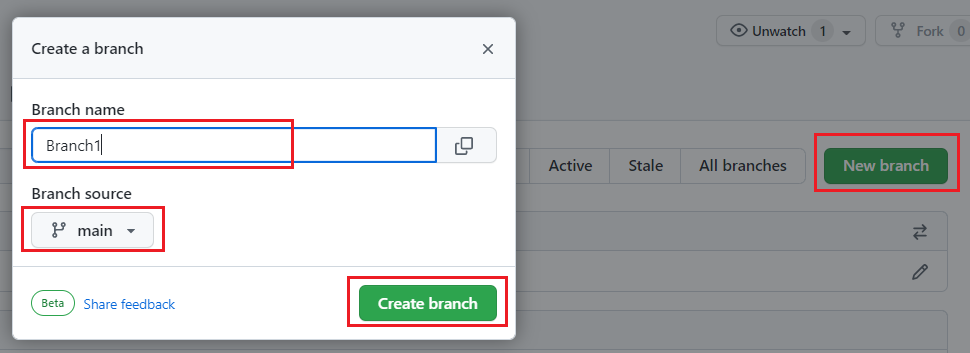 Create a branch
Unwatch 1
Fork 0
Branch name
Branch1
Active Stale All branches New branch
Branch source
main
Beta Share feedback Create branch